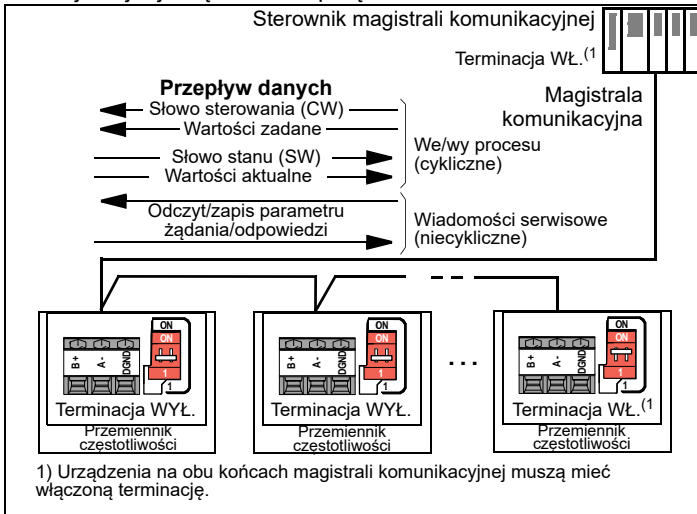 Sterownik magistrali komunikacyjnej
Terminacja WŁ.(1
Przepływ danych
Magistrala
komunikacyjna
Słowo sterowania (CW)
Wartości zadane
Słowo stanu (SW)
Wartości aktualne
We/wy procesu
(cykliczne)
Odczyt/zapis parametru
żądania/odpowiedzi
Wiadomości serwisowe
(niecykliczne)
ON
ON
B +
A -
DGND
1
1
Terminacja WYŁ.
Przemiennik
częstotliwości
ON
ON
B +
A -
DGND
1
1
Terminacja WYŁ.
Przemiennik
częstotliwości
...
ON
ON
B +
A -
DGND
1
1
Terminacja WŁ.(1
Przemiennik
częstotliwości
1) Urządzenia na obu końcach magistrali komunikacyjnej muszą mieć
włączoną terminację.